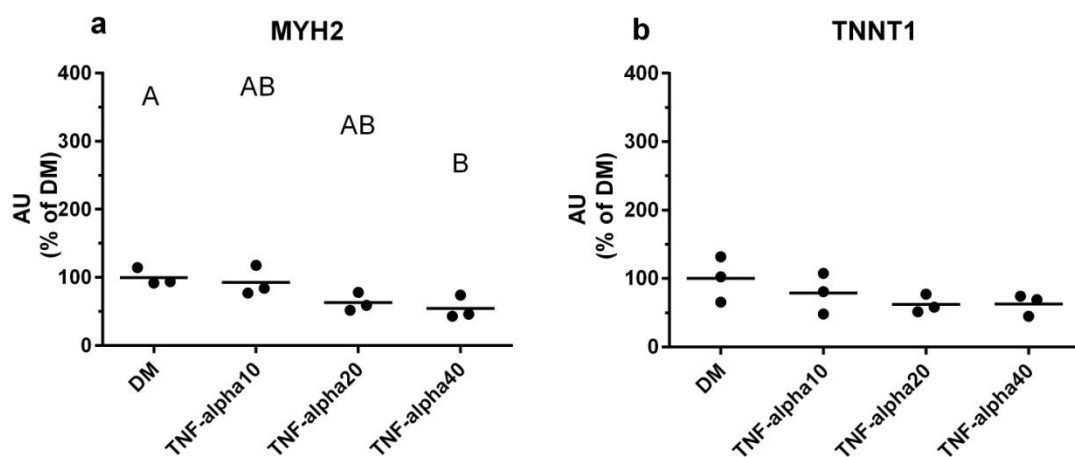 a
MYH2
AU
(% of DM)
400
300
200
100
0
A
AB
AB
B
DM
TNF-alpha10
TNF-alpha20
TNF-alpha40
b
TNNT1
AU
(% of DM)
400
300
200
100
0
DM
TNF-alpha10
TNF-alpha20
TNF-alpha40